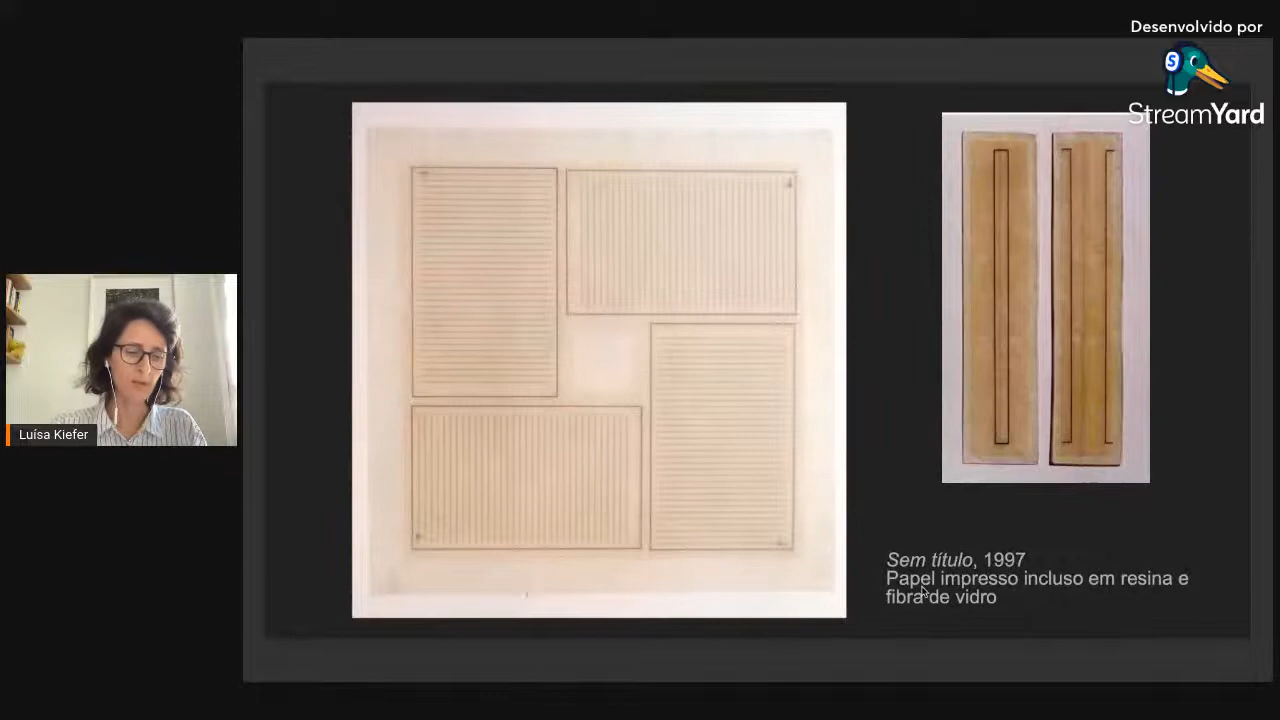 Desenvolvido por
StreamYard
Luísa Kiefer
Sem título, 1997
Papel impresso incluso em resina e
fibra de vidro